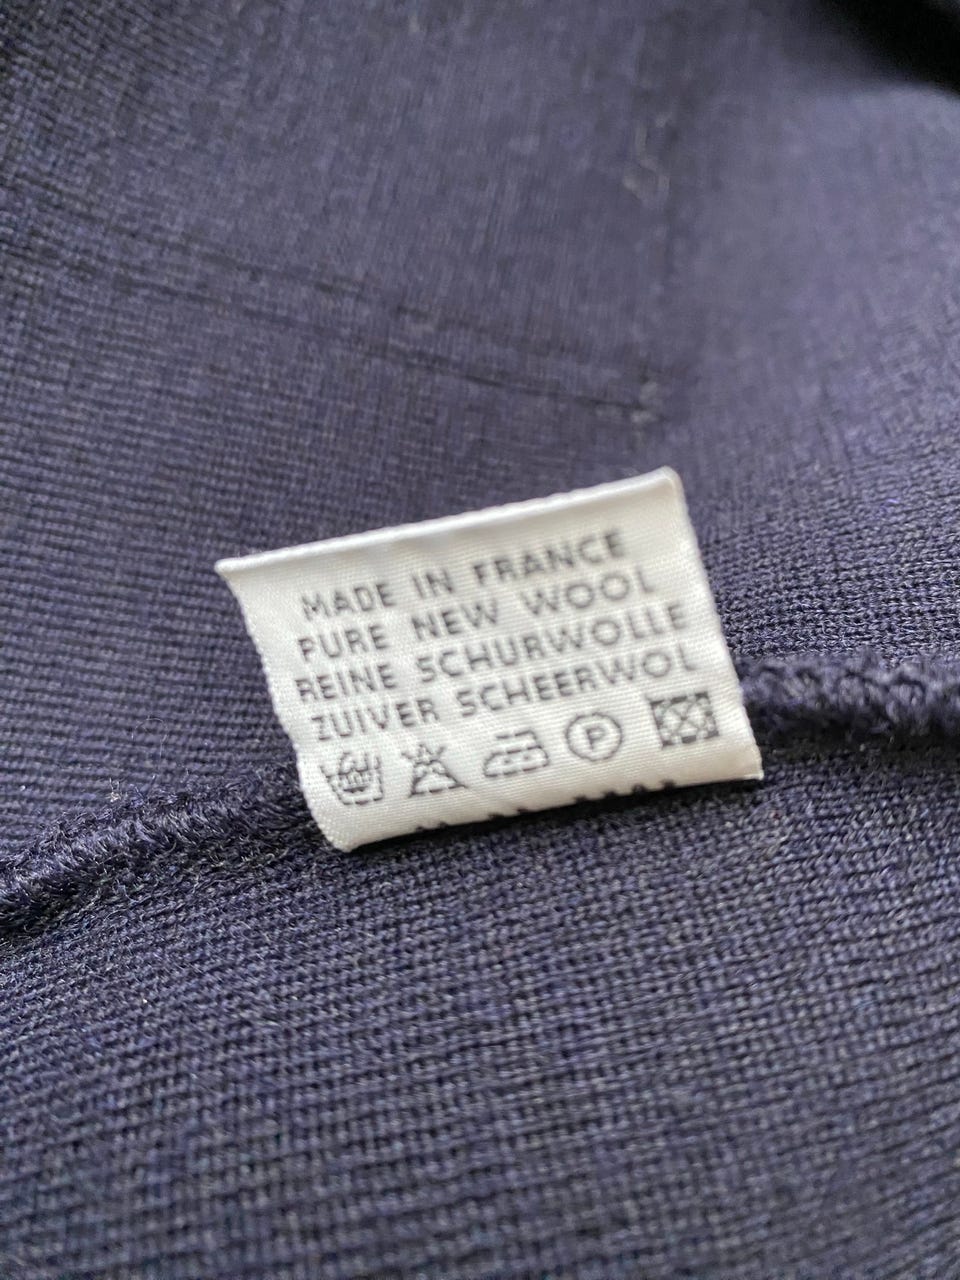 MADE IN FRANCE
PURE NEW WOOL
REINE SCHURWOLLE
ZUIVER SCHEERWOL
P